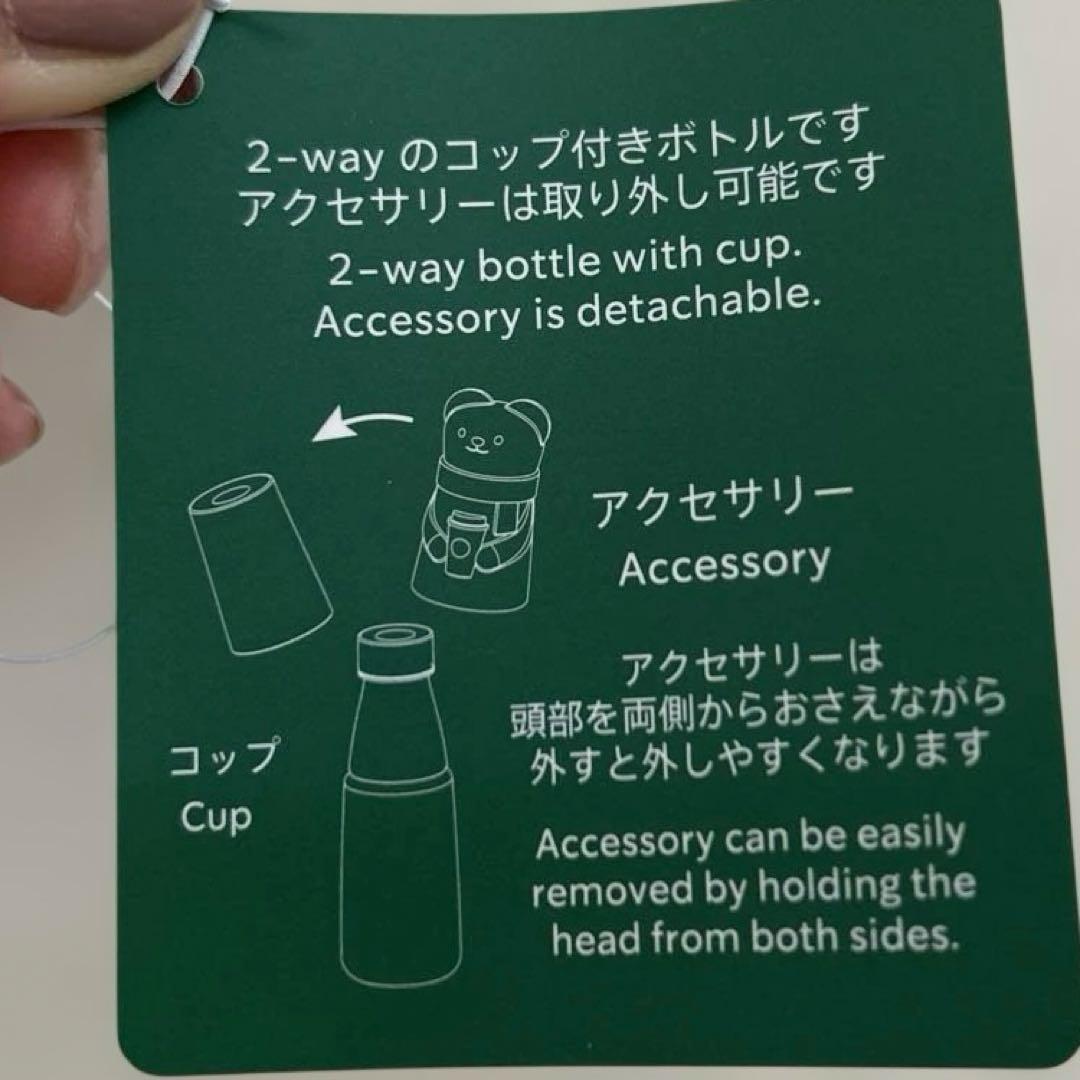 2-way のコップ付きボトルです
アクセサリーは取り外し可能です
2-way bottle with cup.
Accessory is detachable.
アクセサリー
Accessory
アクセサリーは
頭部を両側からおさえながら
外すと外しやすくなります
コップ
Cup
Accessory can be easily
removed by holding the
head from both sides.